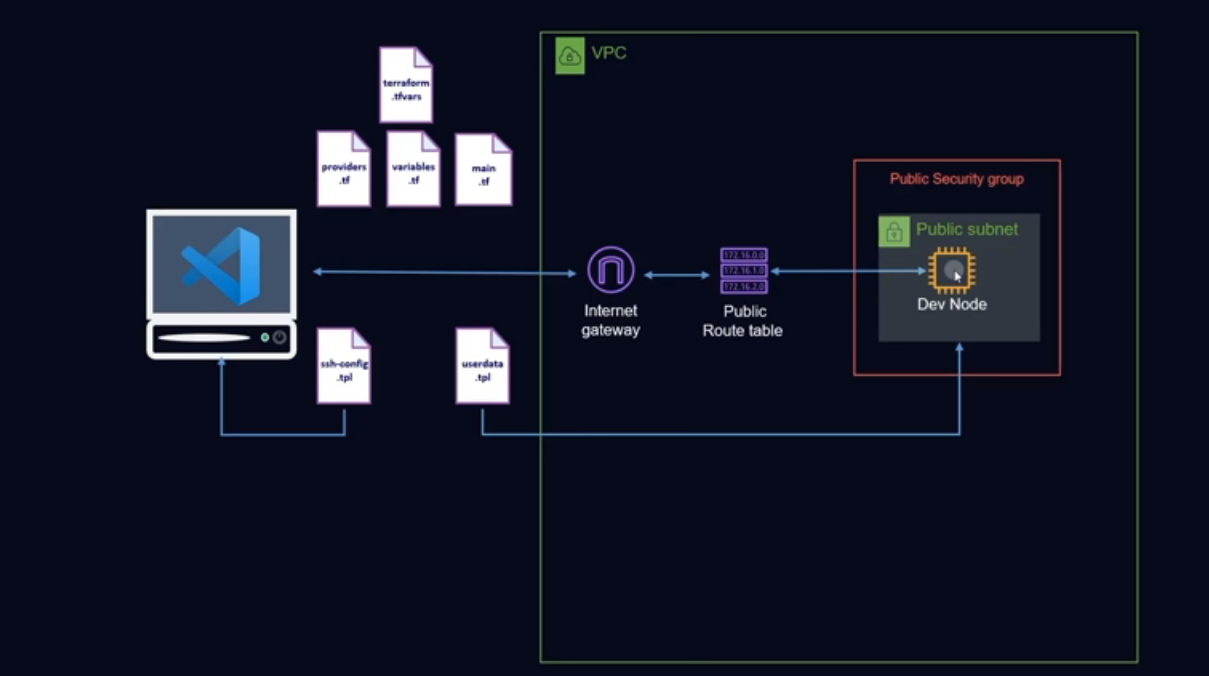 terraform
.tfvars
providers
.tf
variables
.tf
main
.tf
ssh-config
.tpl
userdata
.tpl
VPC
Internet
gateway
172.16.0.0
172.16.1.0
172.16.2.0
Public
Route table
Public Security group
Public subnet
Dev Node